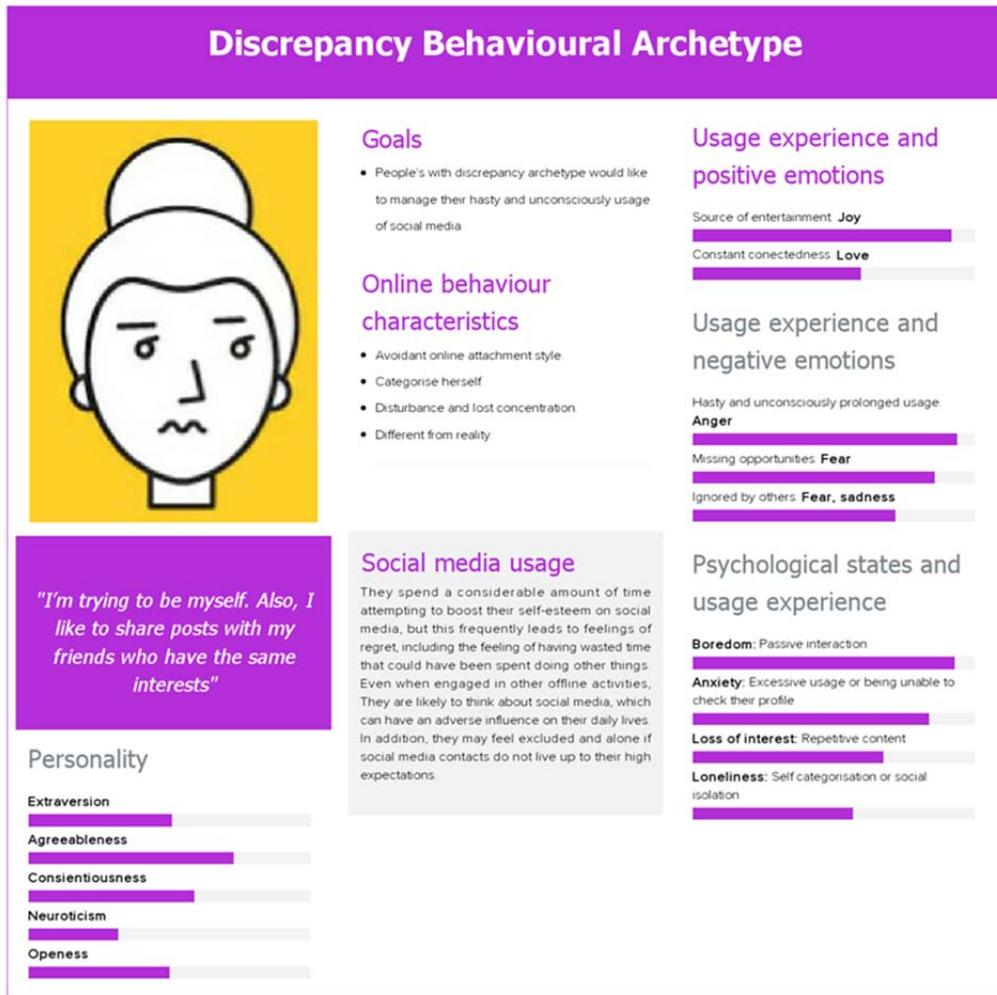 Discrepancy Behavioural Archetype
"I'm trying to be myself. Also, I
like to share posts with my
friends who have the same
interests"
Personality
Extraversion
Agreeableness
Consientiousness
Neuroticism
Openess
Goals
• People's with discrepancy archetype would like
to manage their hasty and unconsciously usage
of social media.
Online behaviour
characteristics
• Avoidant online attachment style.
• Categorise herself
• Disturbance and lost concentration.
• Different from reality.
Social media usage
They spend a considerable amount of time
attempting to boost their self-esteem on social
media, but this frequently leads to feelings of
regret, including the feeling of having wasted time
that could have been spent doing other things.
Even when engaged in other offline activities,
They are likely to think about social media, which
can have an adverse influence on their daily lives.
In addition, they may feel excluded and alone if
social media contacts do not live up to their high
expectations.
Usage experience and
positive emotions
Source of entertainment: Joy
Constant conectedness: Love
Usage experience and
negative emotions
Hasty and unconsciously prolonged usage:
Anger
Missing opportunities: Fear
Ignored by others: Fear, sadness
Psychological states and
usage experience
Boredom: Passive interaction
Anxiety: Excessive usage or being unable to
check their profile
Loss of interest: Repetitive content
Loneliness: Self categorisation or social
isolation